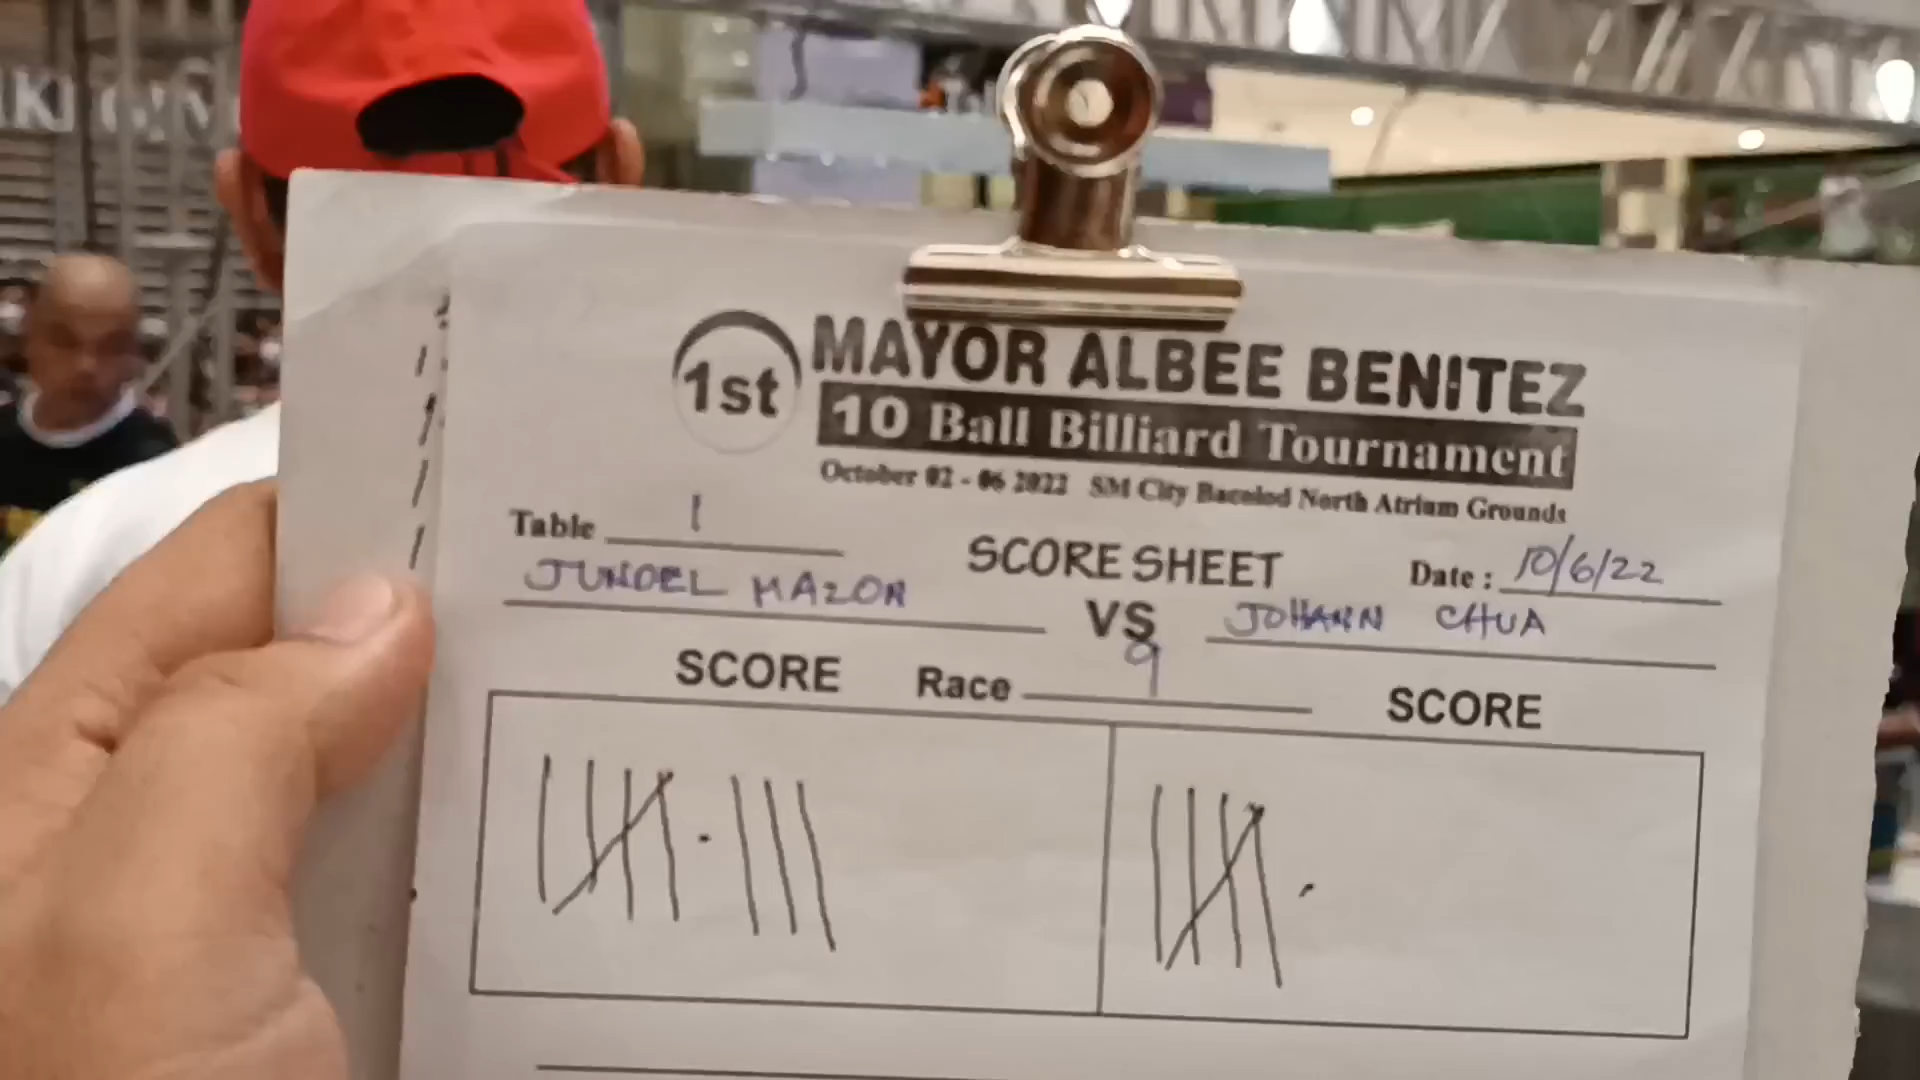 1st
MAYOR ALBEE BENITEZ
10 Ball Billiard Tournament
October 02 - 06 2022 SM City Bacolod North Atrium Grounds
Table 1
SCORE SHEET
Date: 10/6/22
JUNDEL MAZON VS JOHANN CHUA
SCORE Race 9 SCORE